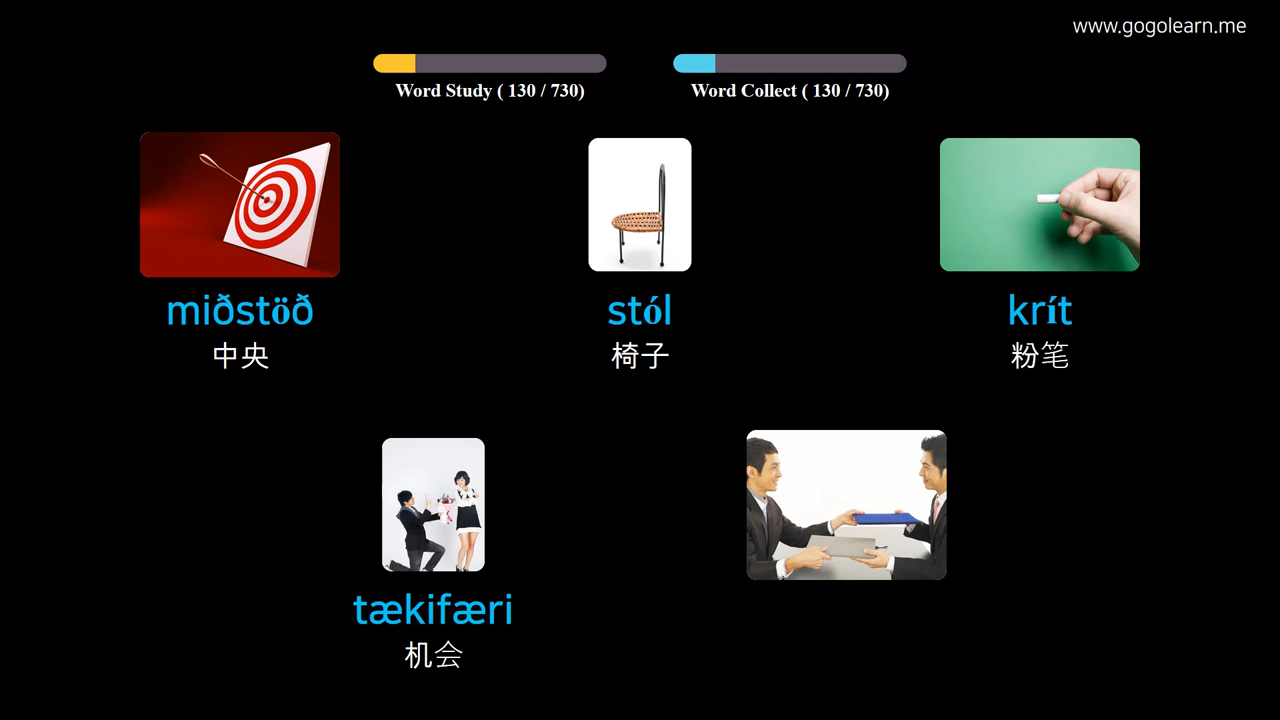 www.gogolearn.me
Word Study ( 130 / 730)
Word Collect ( 130 / 730)
miðstöð
中央
stól
椅子
krít
粉笔
tækifæri
机会